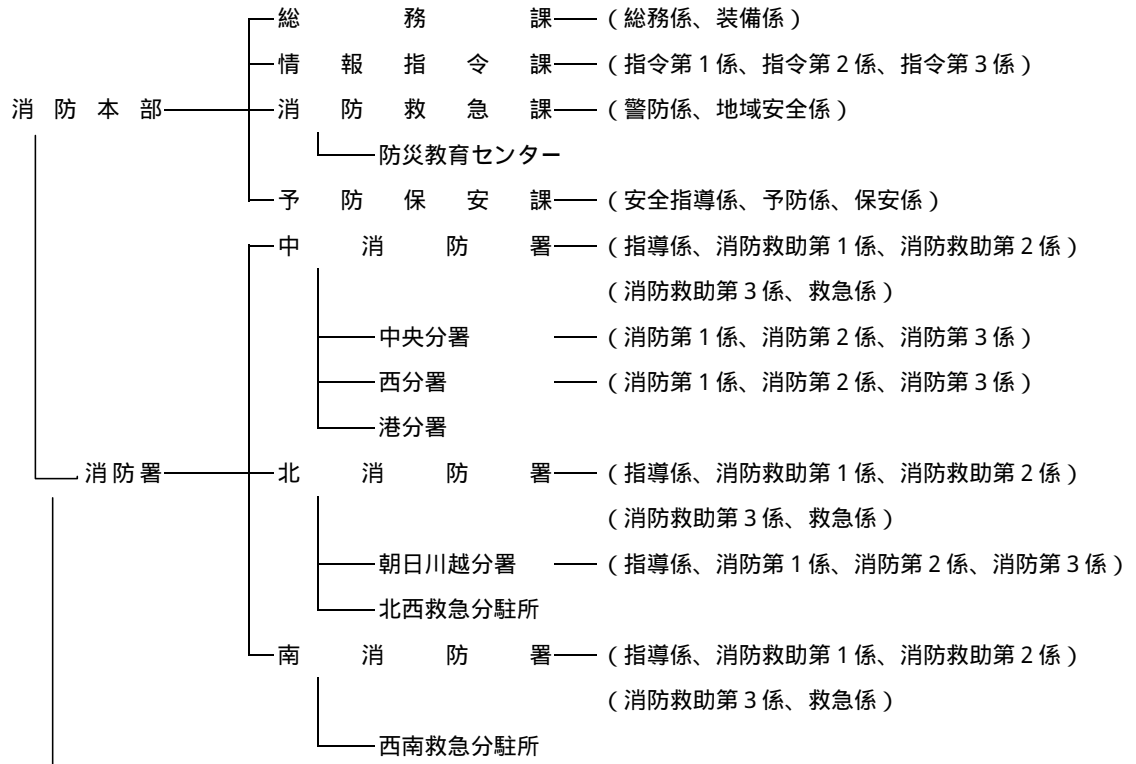 総務課（総務係、装備係）
情報指令課（指令第1係、指令第2係、指令第3係）
消防本部 消防救急課（警防係、地域安全係）
防災教育センター
予防保安課（安全指導係、予防係、保安係）
中消防署（指導係、消防救助第1係、消防救助第2係）
（消防救助第3係、救急係）
中央分署（消防第1係、消防第2係、消防第3係）
西分署（消防第1係、消防第2係、消防第3係）
港分署
消防署 北消防署（指導係、消防救助第1係、消防救助第2係）
（消防救助第3係、救急係）
朝日川越分署（指導係、消防第1係、消防第2係、消防第3係）
北西救急分駐所
南消防署（指導係、消防救助第1係、消防救助第2係）
（消防救助第3係、救急係）
西南救急分駐所